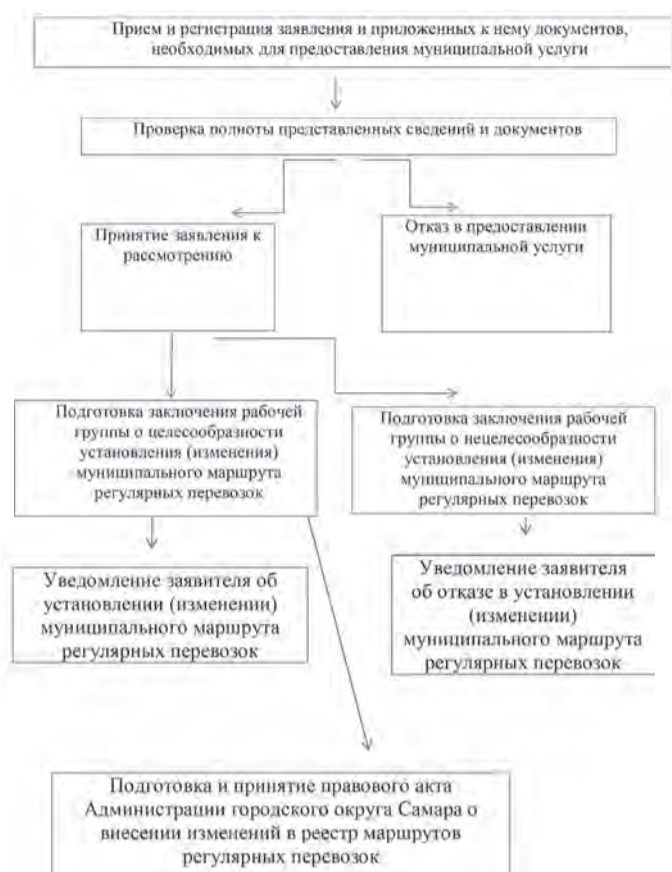 Прием и регистрация заявления и приложенных к нему документов,
необходимых для предоставления муниципальной услуги
Проверка полноты представленных сведений и документов
Принятие заявления к
рассмотрению
Отказ в предоставлении
муниципальной услуги
Подготовка заключения рабочей
группы о целесообразности
установления (изменения)
муниципального маршрута
регулярных перевозок
Подготовка заключения рабочей
группы о нецелесообразности
установления (изменения)
муниципального маршрута
регулярных перевозок
Уведомление заявителя об
установлении (изменении)
муниципального маршрута
регулярных перевозок
Уведомление заявителя
об отказе в установлении
(изменении)
муниципального маршрута
регулярных перевозок
Подготовка и принятие правового акта
Администрации городского округа Самара о
внесении изменений в реестр маршрутов
регулярных перевозок